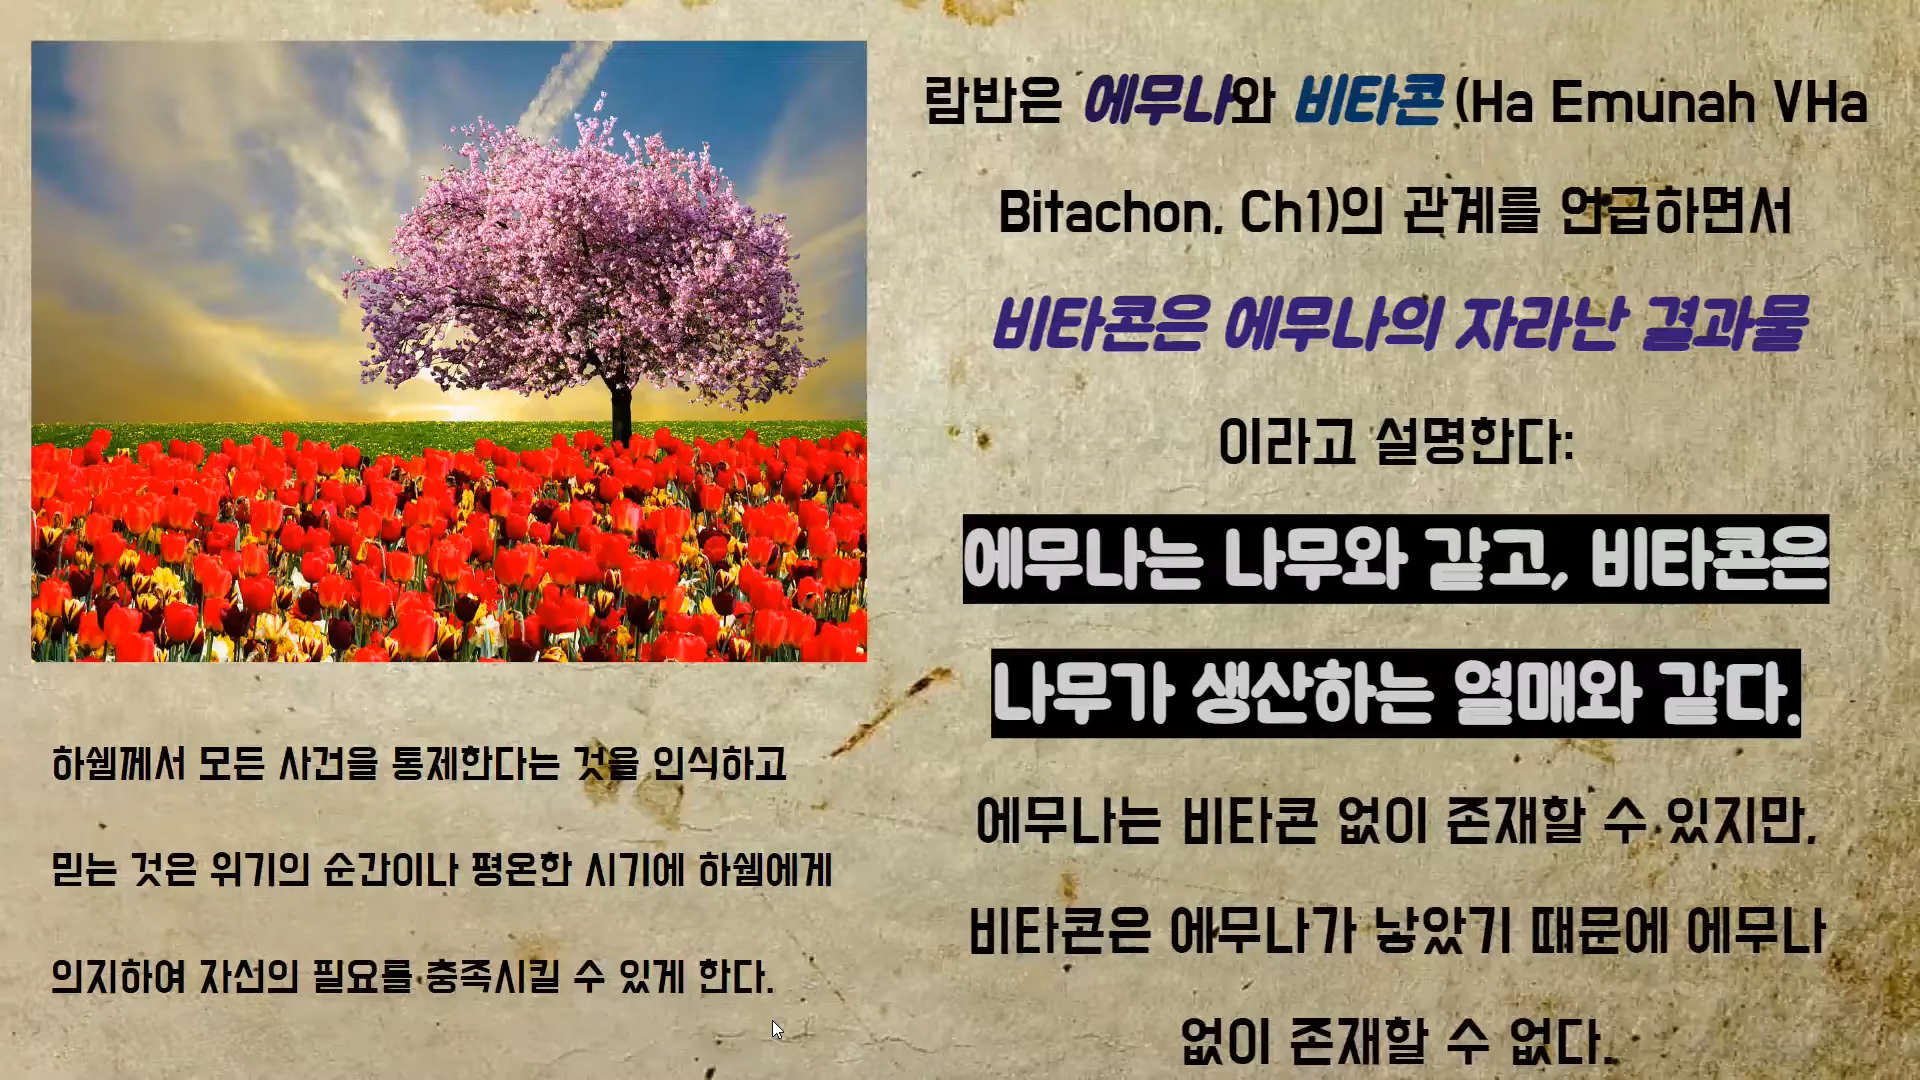 람반은 에무나와 비타콘 (Ha Emunah VHa
Bitachon, Ch1)의 관계를 언급하면서
비타콘은 에무나의 자라난 결과물
이라고 설명한다:
에무나는 나무와 같고, 비타콘은
나무가 생산하는 열매와 같다.
에무나는 비타콘 없이 존재할 수 있지만,
비타콘은 에무나가 낳았기 때문에 에무나
없이 존재할 수 없다.
하쉠께서 모든 사건을 통제한다는 것을 인식하고
믿는 것은 위기의 순간이나 평온한 시기에 하쉠에게
의지하여 자선의 필요를 충족시킬 수 있게 한다.